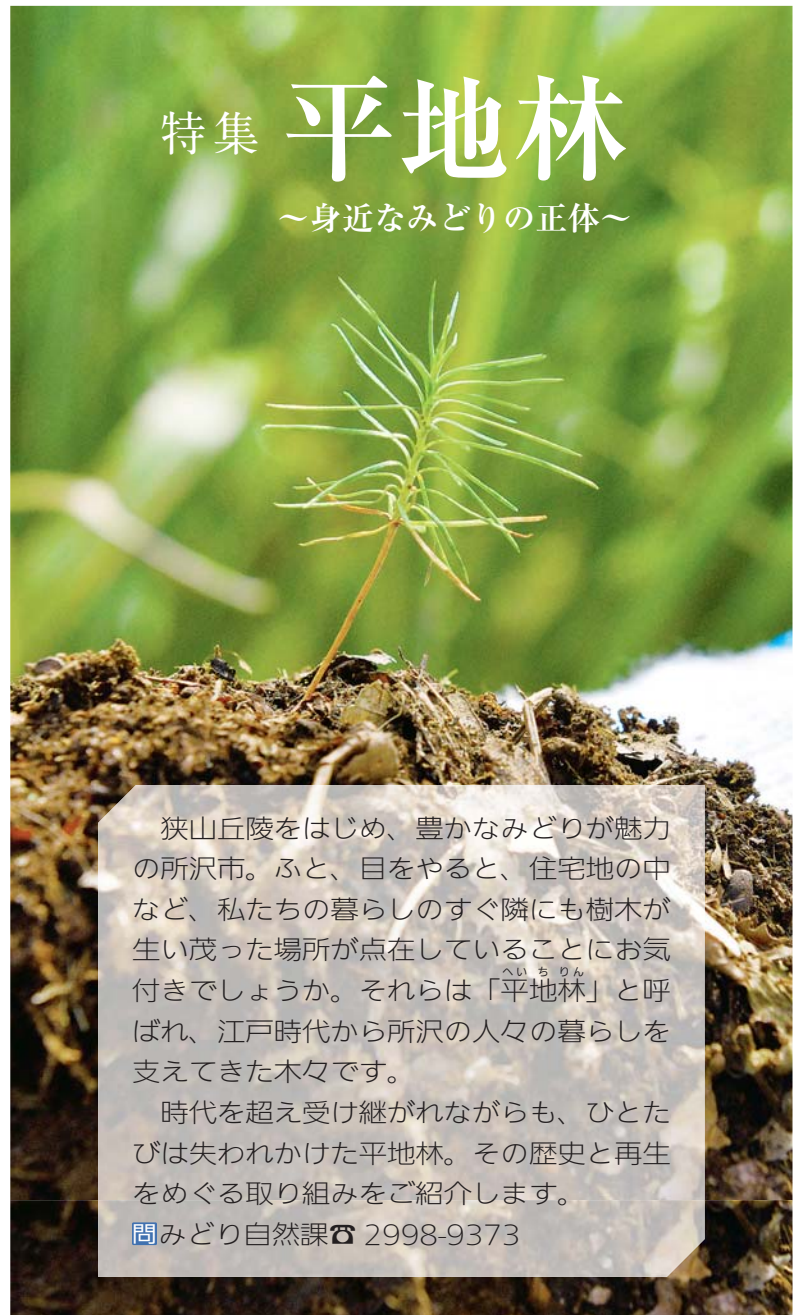 特集 平地林
～身近なみどりの正体～
狭山丘陵をはじめ、豊かなみどりが魅力
の所沢市。ふと、目をやると、住宅地の中
など、私たちの暮らしのすぐ隣にも樹木が
生い茂った場所が点在していることにお気
付きでしょうか。それらは「平地林」と呼
へいちりん
ばれ、江戸時代から所沢の人々の暮らしを
支えてきた木々です。
時代を超え受け継がれながらも、ひとた
びは失われかけた平地林。その歴史と再生
をめぐる取り組みをご紹介します。
問みどり自然課☎ 2998-9373